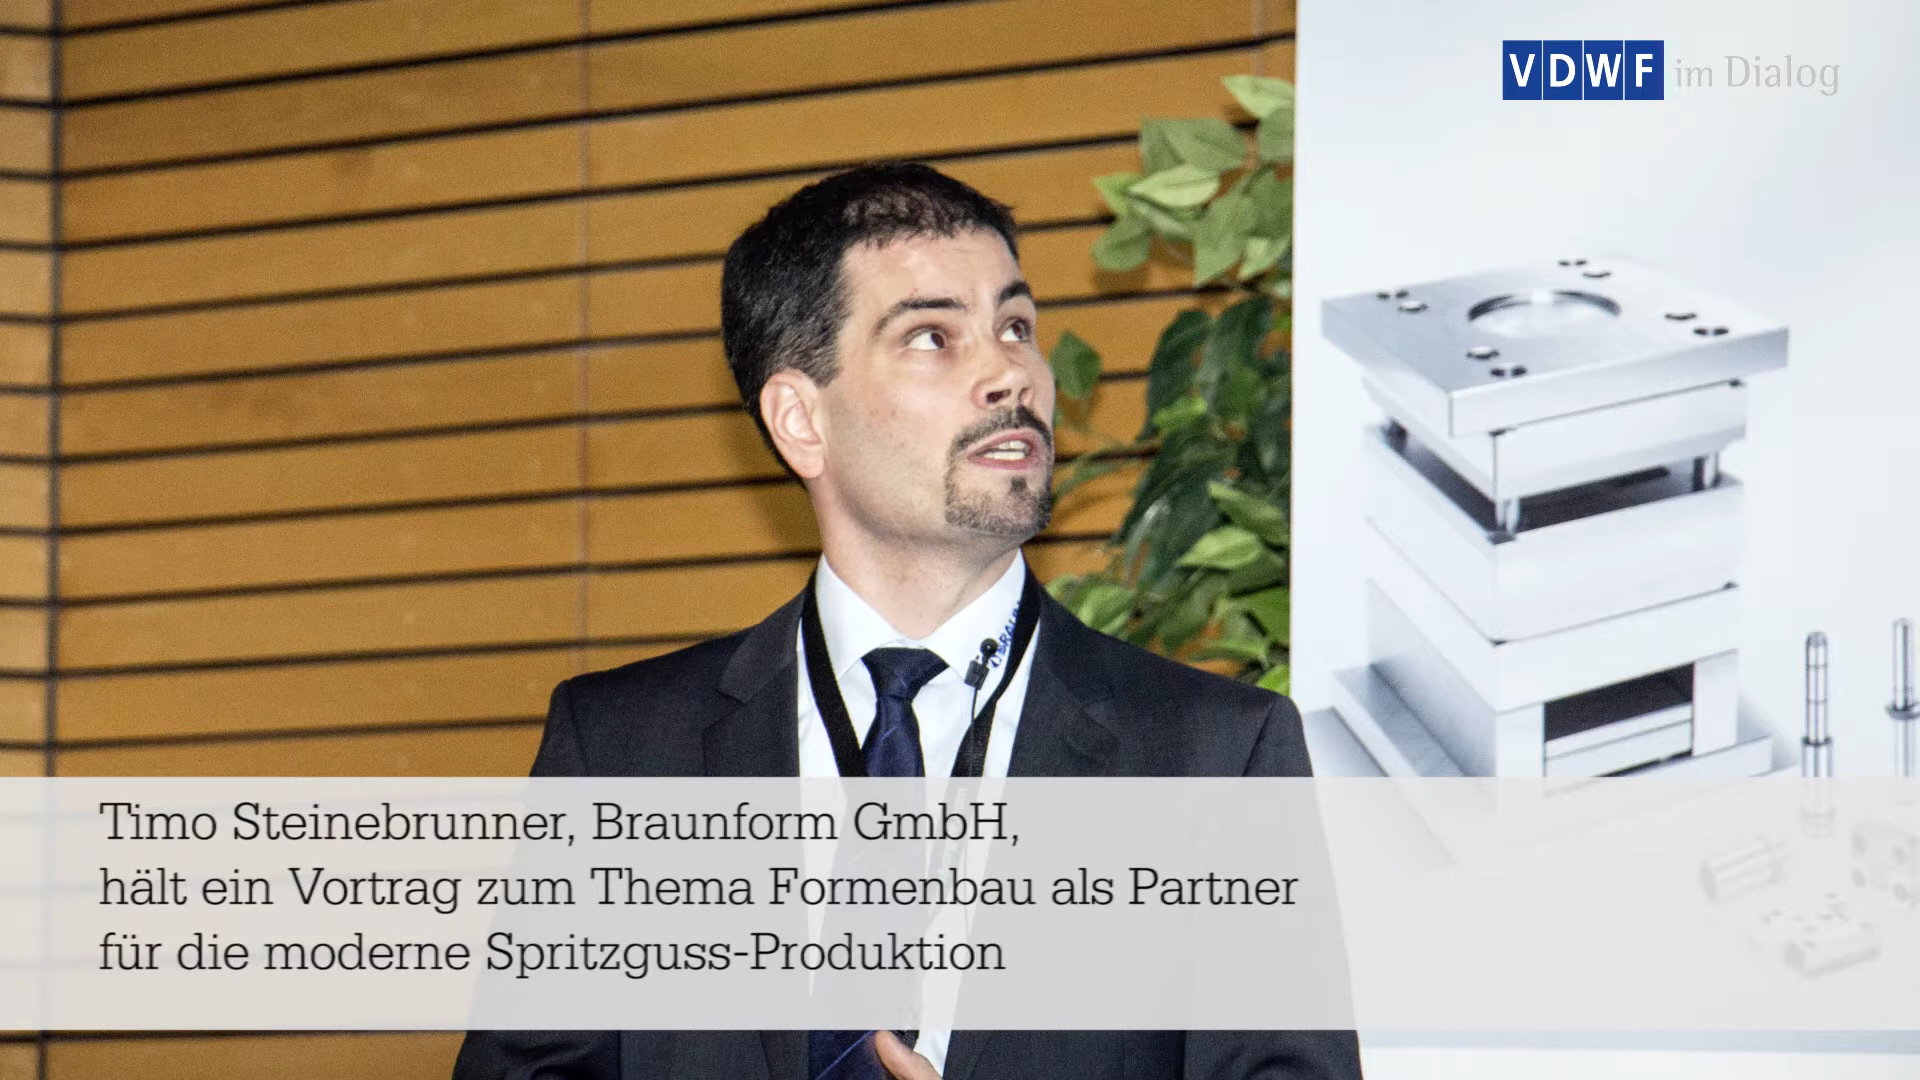 VDWF im Dialog
Timo Steinebrunner, Braunform GmbH,
hält ein Vortrag zum Thema Formenbau als Partner
für die moderne Spritzguss-Produktion